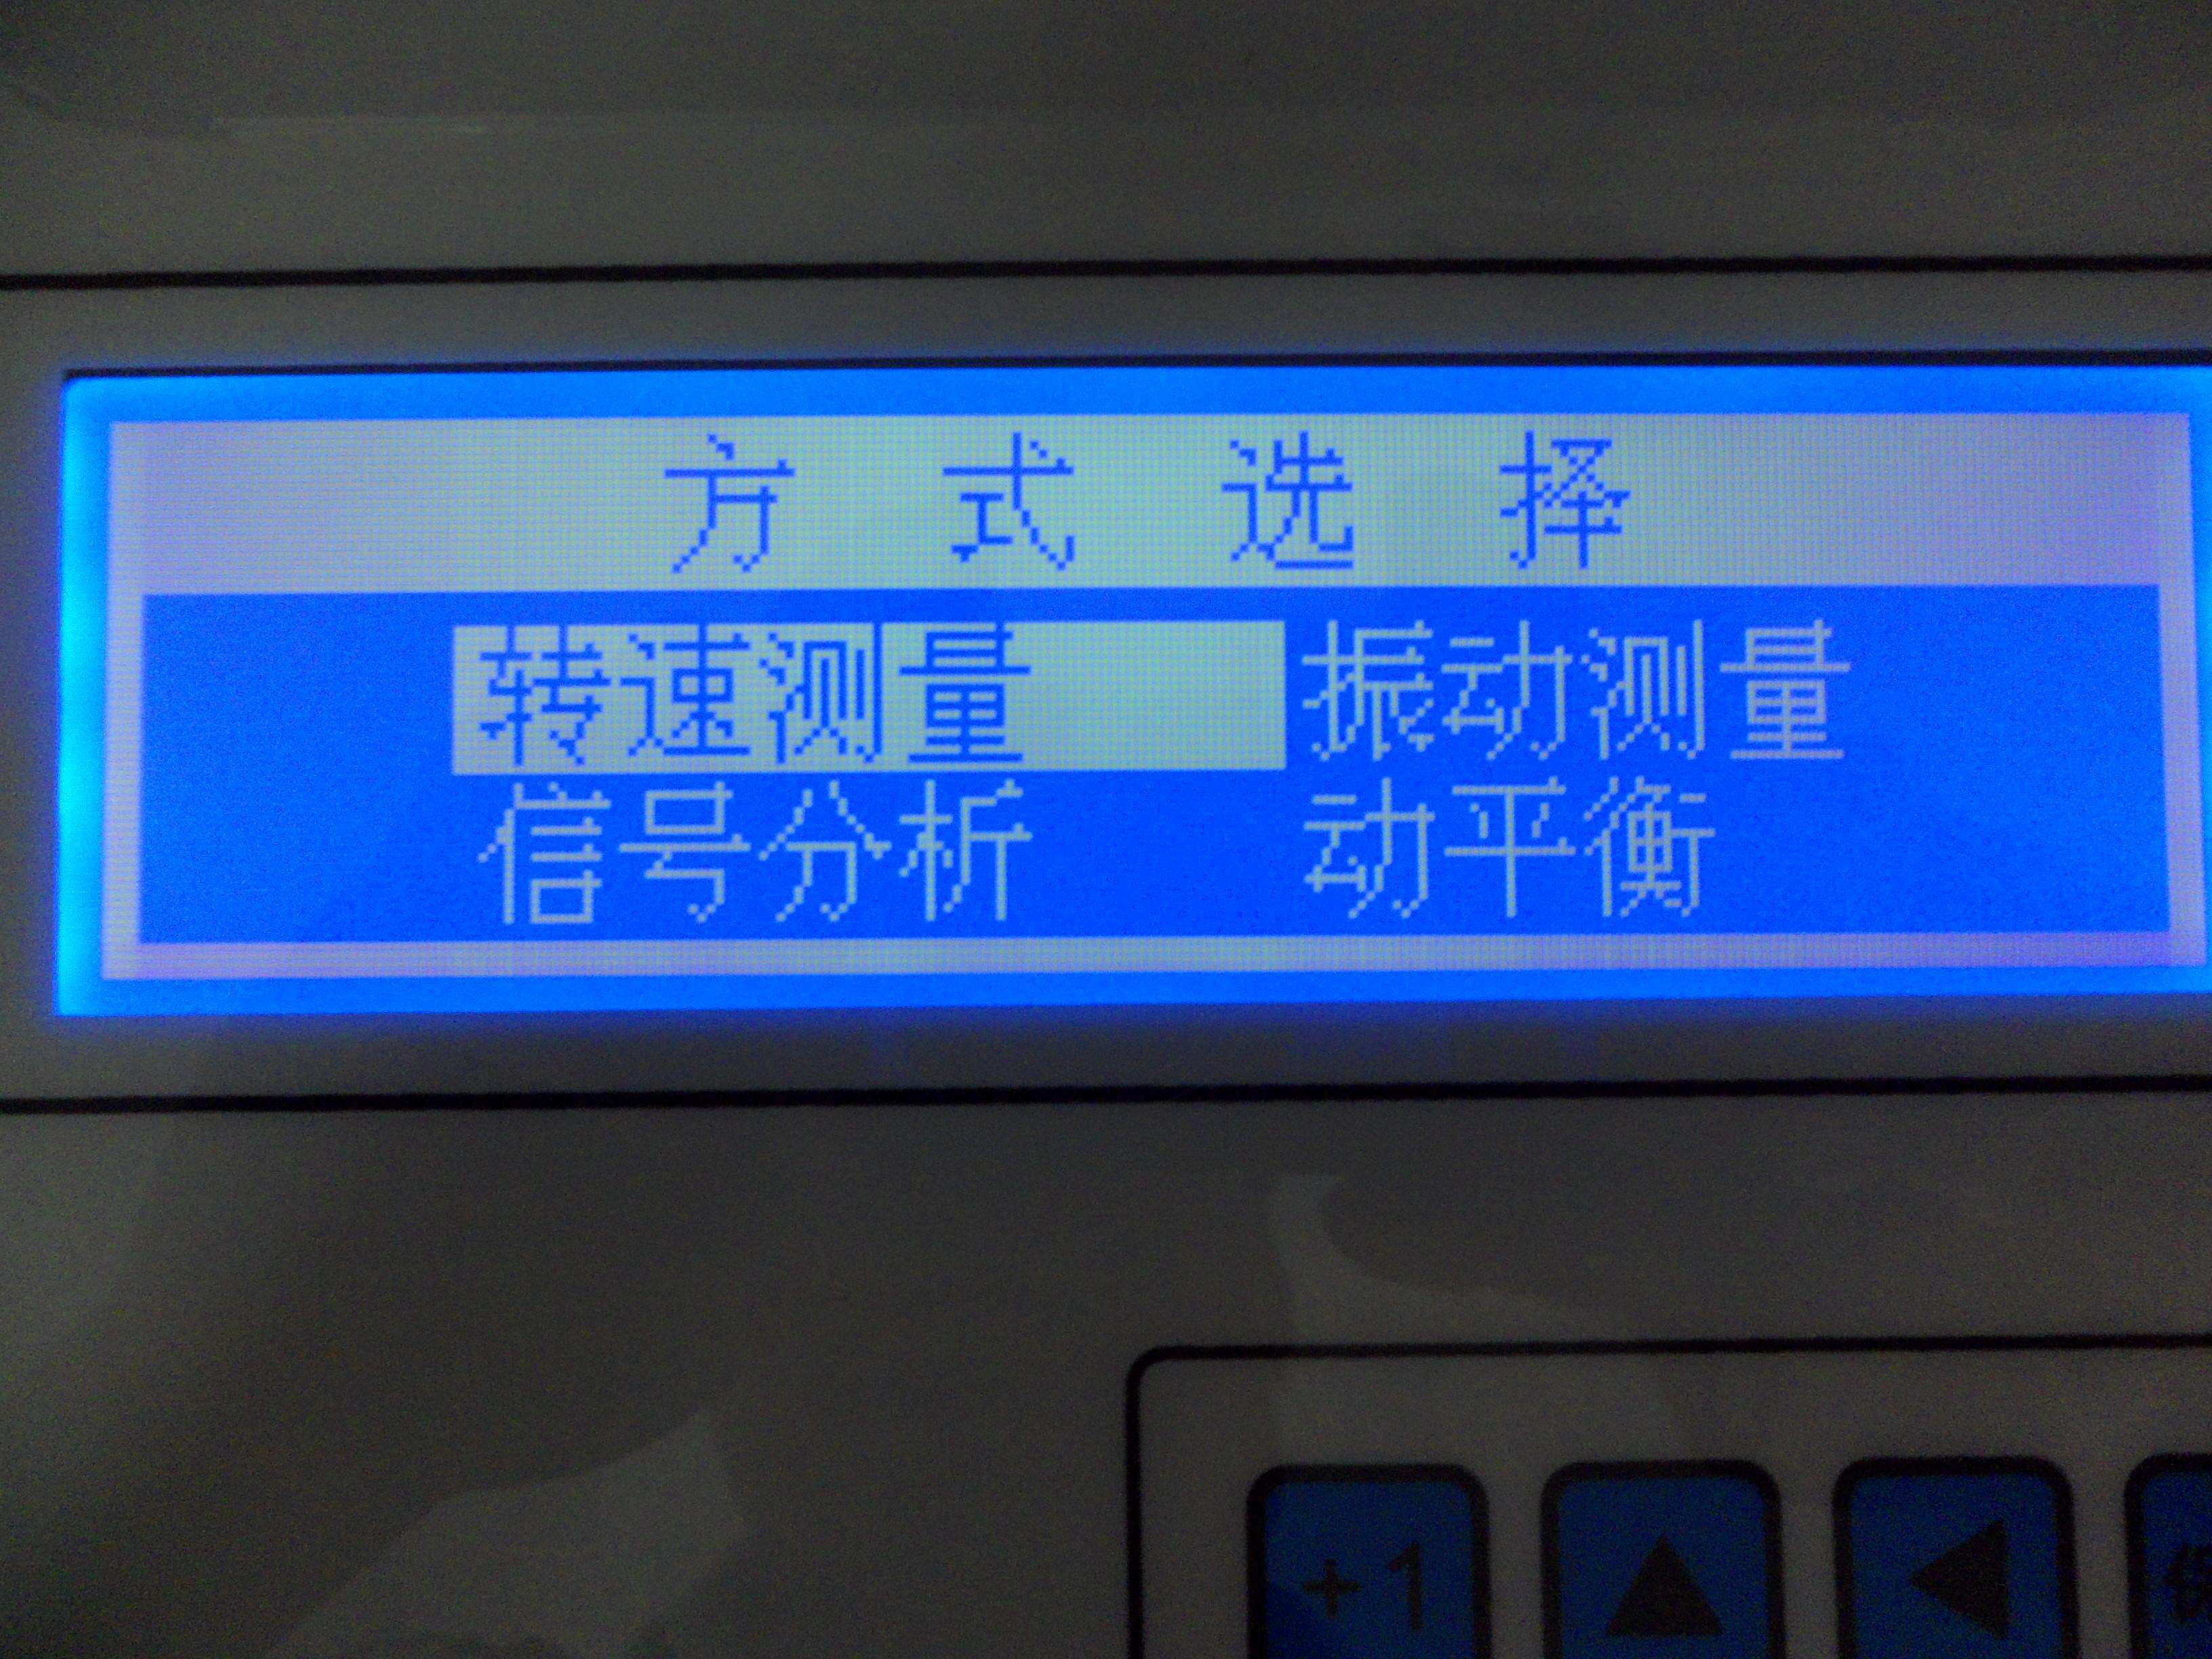 方式选择
转速测量 振动测量
信号分析 动平衡
+1